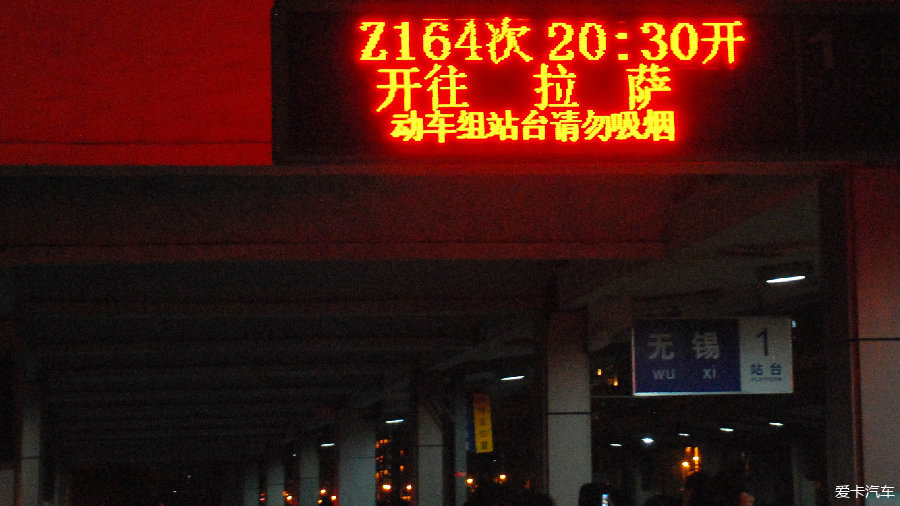 Z164次 20:30开
开往 拉 萨
动车组站台请勿吸烟
无锡 1
wu xi 站台
爱卡汽车